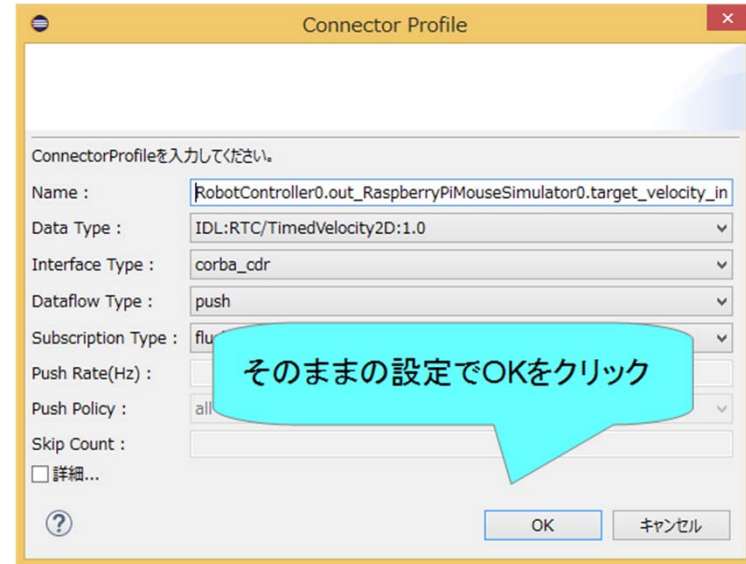 Connector Profile
ConnectorProfileを入力してください。
Name : RobotController0.out_RaspberryPiMouseSimulator0.target_velocity_in
Data Type : IDL:RTC/TimedVelocity2D:1.0
Interface Type : corba_cdr
Dataflow Type : push
Subscription Type :
そのままの設定でOKをクリック
Push Rate(Hz) :
Push Policy : all
Skip Count :
詳細...
OK キャンセル